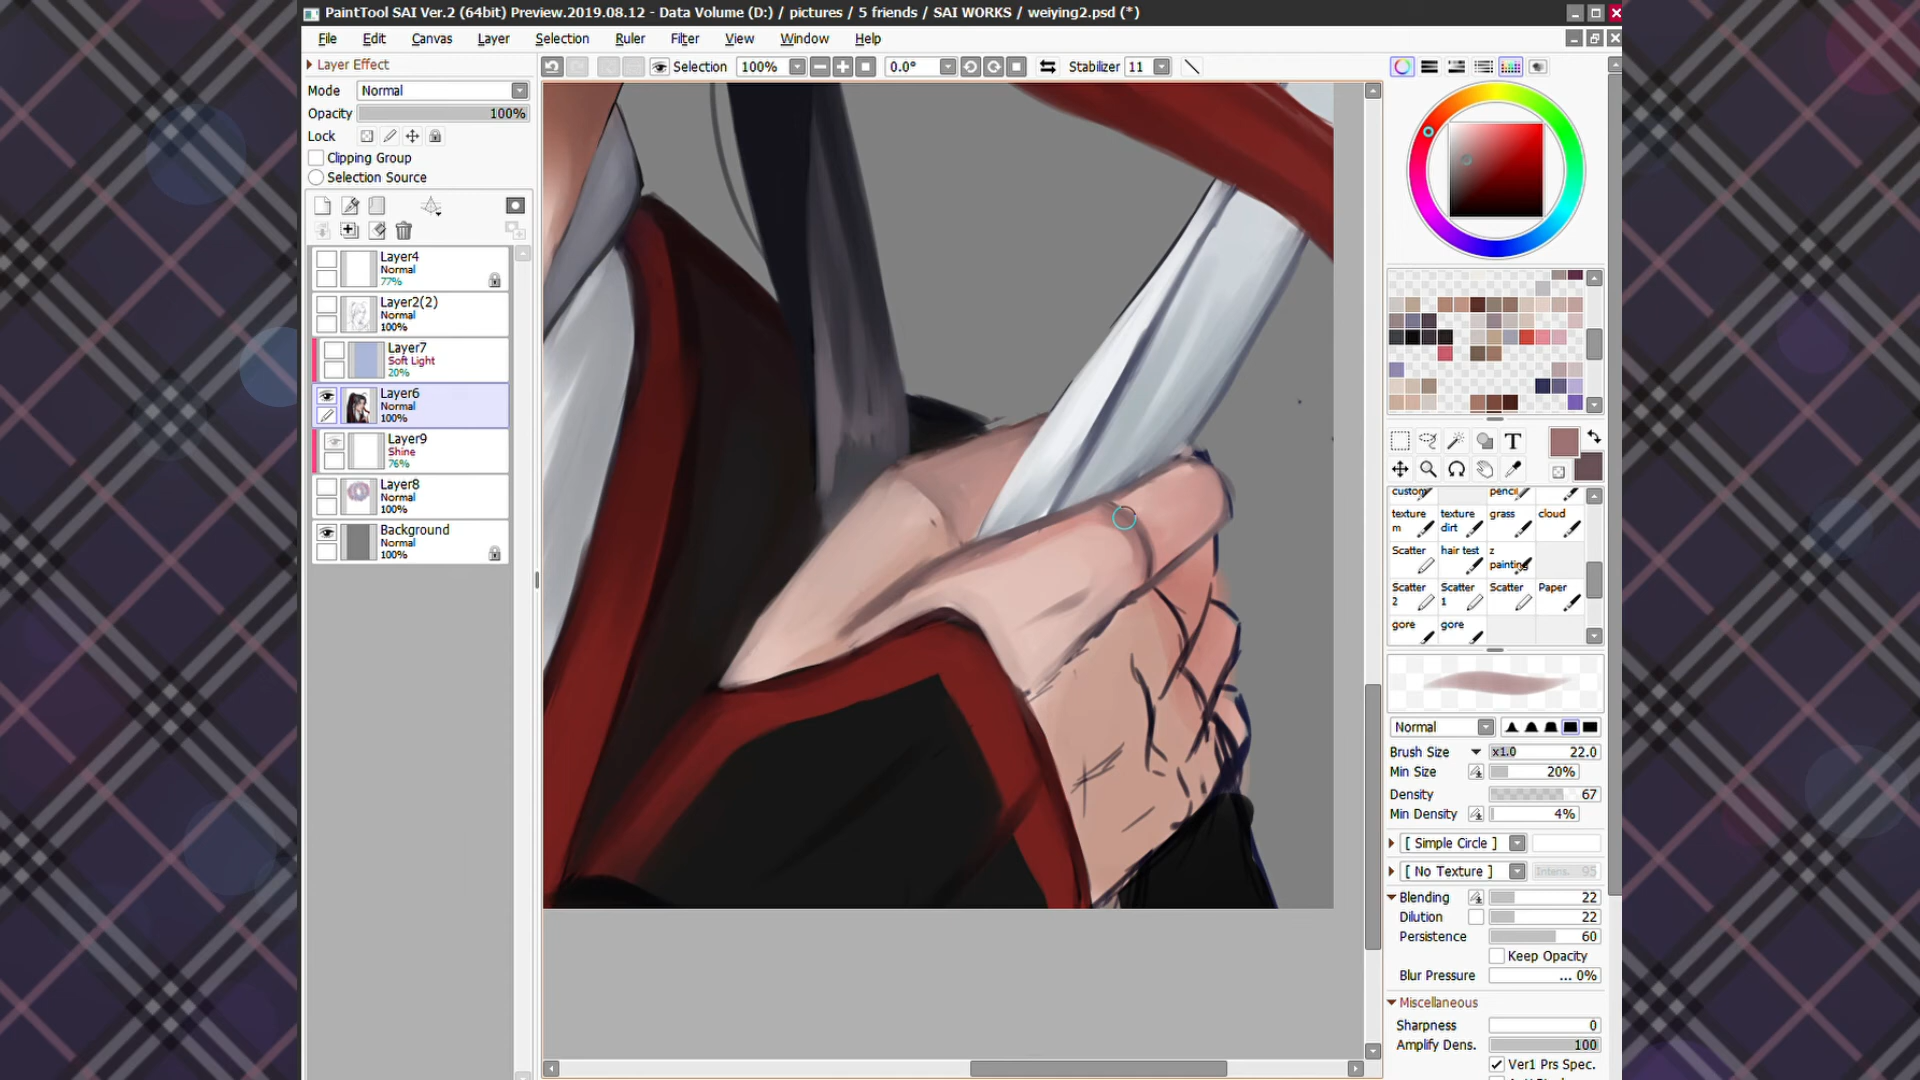 PaintTool SAI Ver.2 (64bit) Preview.2019.08.12 - Data Volume (D:) / pictures / 5 friends / SAI WORKS / weiying2.psd (*)
File Edit Canvas Layer Selection Ruler Filter View Window Help
Layer Effect
Selection 100% 0.0° Stabilizer 11
Mode Normal
Opacity 100%
Lock
Clipping Group
Selection Source
Layer4
Normal
77%
Layer2(2)
Normal
100%
Layer7
Soft Light
20%
Layer6
Normal
100%
Layer9
Shine
76%
Layer8
Normal
100%
Background
Normal
100%
T
custom pencil
texture m texture dirt grass cloud
Scatter hair test z painting
Scatter 2 Scatter 1 Scatter Paper
gore gore
Normal
Brush Size x1.0 22.0
Min Size 20%
Density 67
Min Density 4%
[ Simple Circle ]
[ No Texture ] Intens. 95
Blending 22
Dilution 22
Persistence 60
Keep Opacity
Blur Pressure ... 0%
Miscellaneous
Sharpness 0
Amplify Dens. 100
Ver1 Prs Spec.